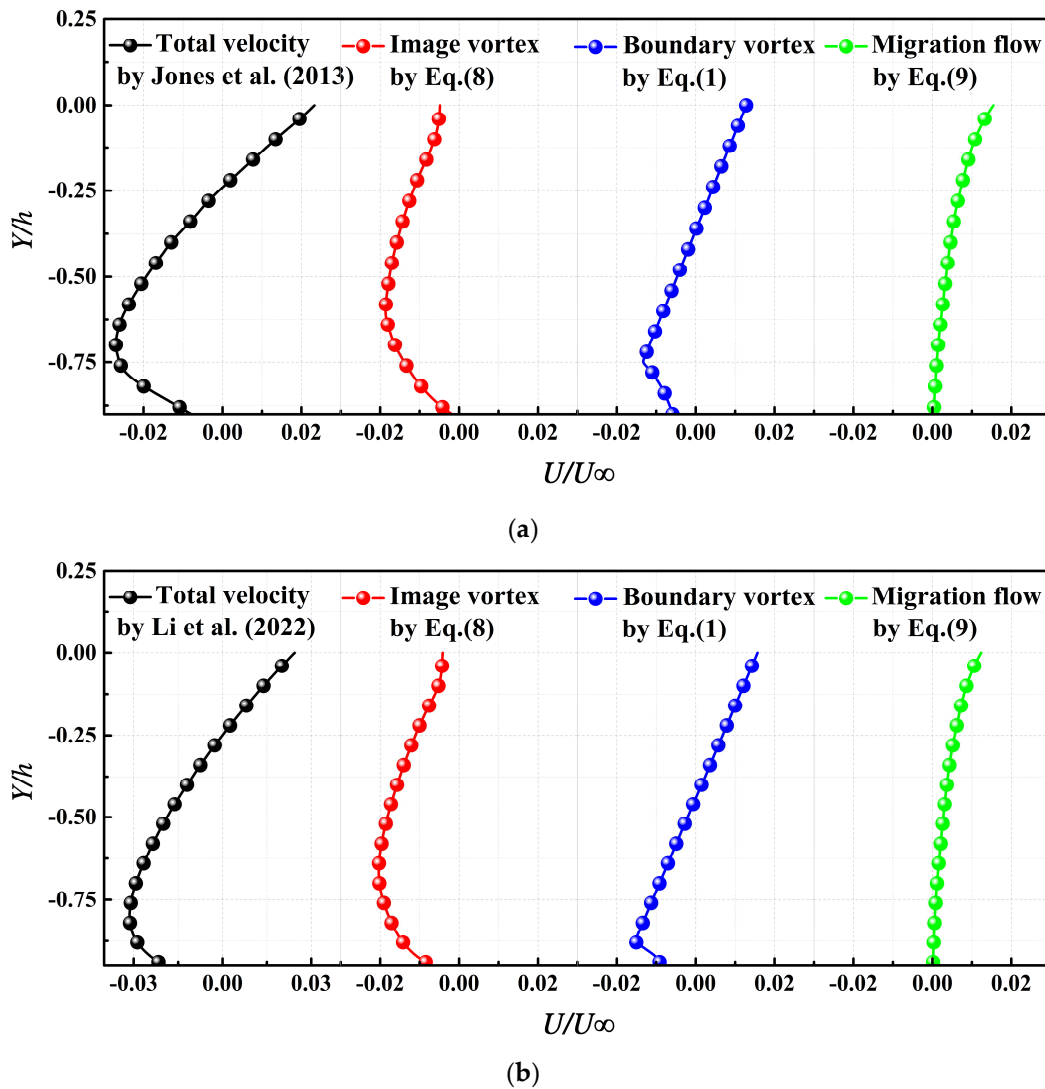 0.25
Total velocity Image vortex Boundary vortex Migration flow
by Jones et al. (2013) by Eq.(8) by Eq.(1) by Eq.(9)
0.00
-0.25
Y/h
-0.50
-0.75
-0.02 0.00 0.02 -0.02 0.00 -0.02 0.00 0.02 -0.02 0.00 0.02
U/U∞
(a)
0.25
Total velocity Image vortex Boundary vortex Migration flow
by Li et al. (2022) by Eq.(8) by Eq.(1) by Eq.(9)
0.00
-0.25
Y/h
-0.50
-0.75
-0.03 0.00 0.03 -0.02 0.00 -0.02 0.00 0.02 -0.02 0.00 0.02
U/U∞
(b)